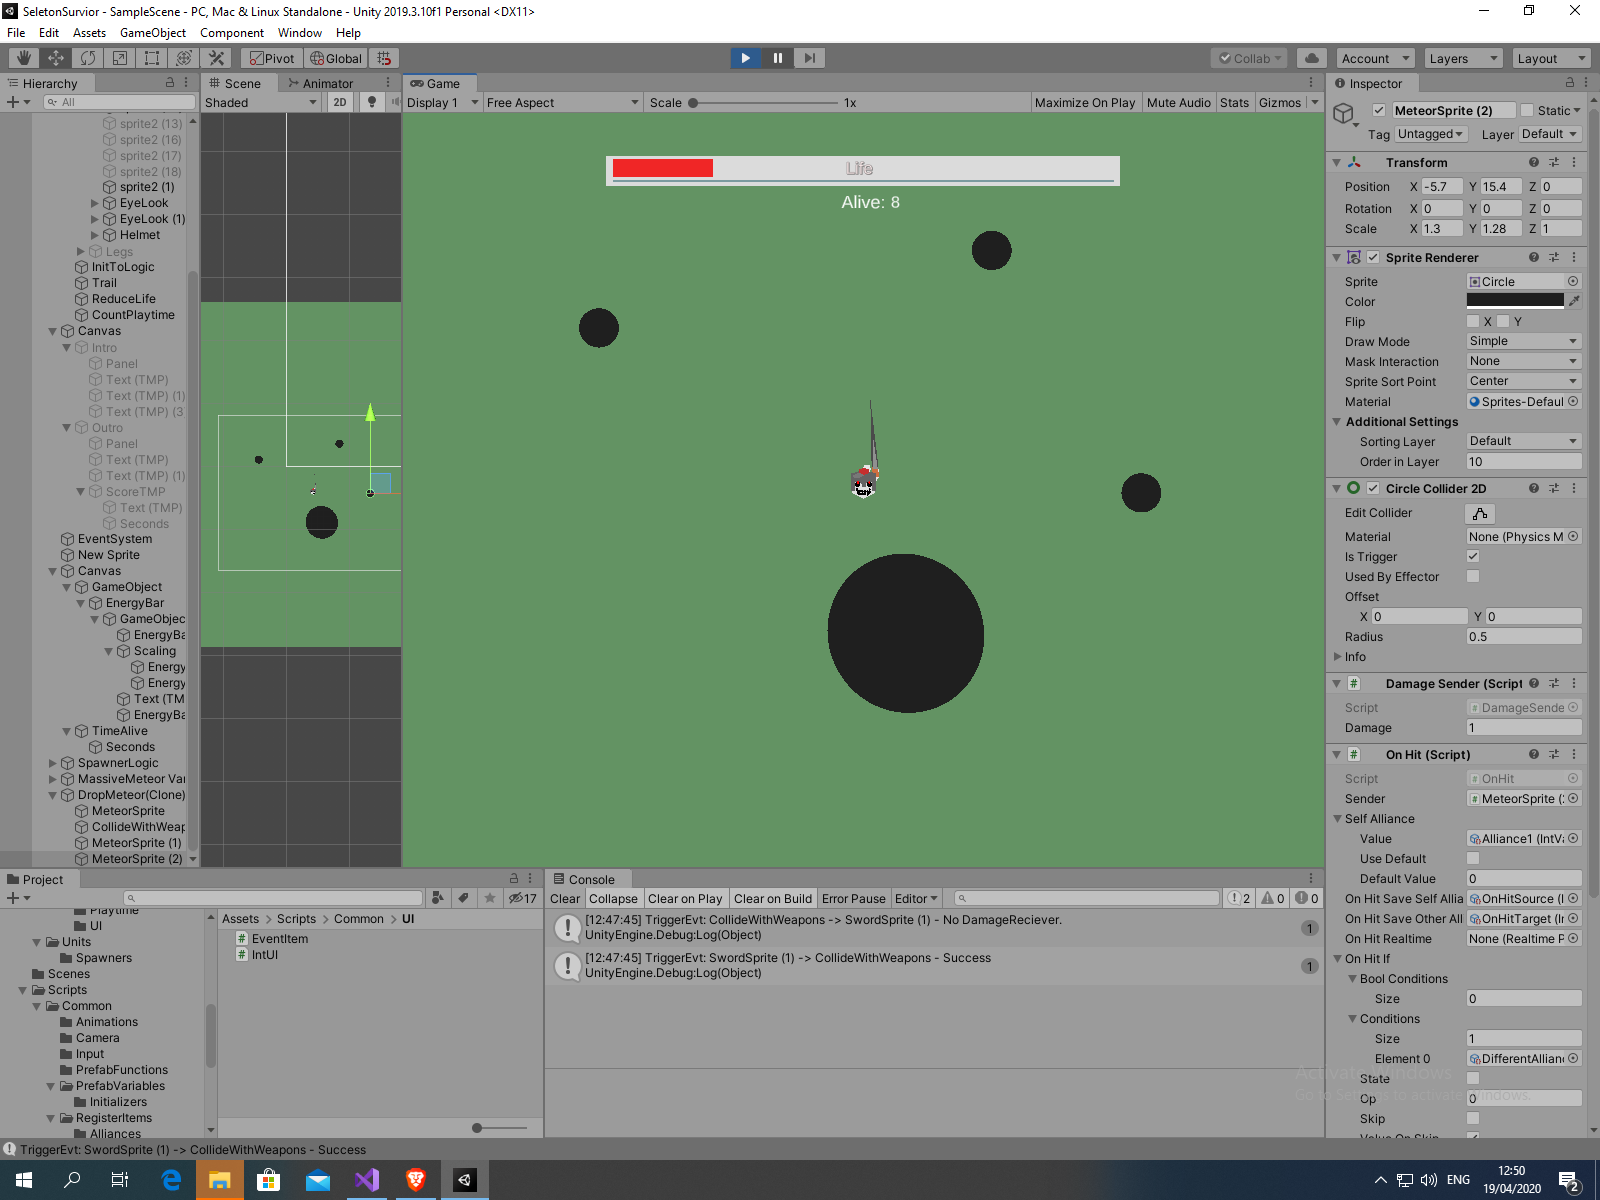 SeletonSurvior - SampleScene - PC, Mac & Linux Standalone - Unity 2019.3.10f1 Personal <DX11>
File Edit Assets GameObject Component Window Help
Pivot Global Collab Account Layers Layout
Hierarchy
All
sprite2 (13)
sprite2 (16)
sprite2 (17)
sprite2 (18)
sprite2 (1)
EyeLook
EyeLook (1)
Helmet
Legs
InitToLogic
Trail
ReduceLife
CountPlaytime
Canvas
Intro
Panel
Text (TMP)
Text (TMP) (1)
Text (TMP) (3
Outro
Panel
Text (TMP)
Text (TMP) (1)
ScoreTMP
Text (TMP)
Seconds
EventSystem
New Sprite
Canvas
GameObject
EnergyBar
GameObjec
EnergyBa
Scaling
Energy
Energy
Text (TM
EnergyBa
TimeAlive
Seconds
SpawnerLogic
MassiveMeteor Var
DropMeteor(Clone)
MeteorSprite
CollideWithWeap
MeteorSprite (1)
MeteorSprite (2)
Scene Animator
Shaded 2D
Game
Display 1 Free Aspect Scale 1x Maximize On Play Mute Audio Stats Gizmos
Life
Alive: 8
Inspector
MeteorSprite (2) Static
Tag Untagged Layer Default
Transform
Position X -5.7 Y 15.4 Z 0
Rotation X 0 Y 0 Z 0
Scale X 1.3 Y 1.28 Z 1
Sprite Renderer
Sprite Circle
Color
Flip X Y
Draw Mode Simple
Mask Interaction None
Sprite Sort Point Center
Material Sprites-Defaul
Additional Settings
Sorting Layer Default
Order in Layer 10
Circle Collider 2D
Edit Collider
Material None (Physics M
Is Trigger
Used By Effector
Offset
X 0 Y 0
Radius 0.5
Info
Damage Sender (Script
Script DamageSende
Damage 1
On Hit (Script)
Script OnHit
Sender MeteorSprite (2
Self Alliance
Value Alliance1 (IntVa
Use Default
Default Value 0
On Hit Save Self Allia OnHitSource (I
On Hit Save Other All OnHitTarget (In
On Hit Realtime None (Realtime P
On Hit If
Bool Conditions
Size 0
Conditions
Size 1
Element 0 DifferentAllian
State
Op 0
Skip
Value On Skip
Activate Windows
Go to Settings to activate Windows.
Project
17
Playtime
UI
Units
Spawners
Scenes
Scripts
Common
Animations
Camera
Input
PrefabFunctions
PrefabVariables
Initializers
RegisterItems
Alliances
Assets > Scripts > Common > UI
EventItem
IntUI
Console
Clear Collapse Clear on Play Clear on Build Error Pause Editor 2 0 0
[12:47:45] TriggerEvt: CollideWithWeapons -> SwordSprite (1) - No DamageReciever.
UnityEngine.Debug:Log(Object)
1
[12:47:45] TriggerEvt: SwordSprite (1) -> CollideWithWeapons - Success
UnityEngine.Debug:Log(Object)
1
TriggerEvt: SwordSprite (1) -> CollideWithWeapons - Success
ENG
12:50
19/04/2020
2